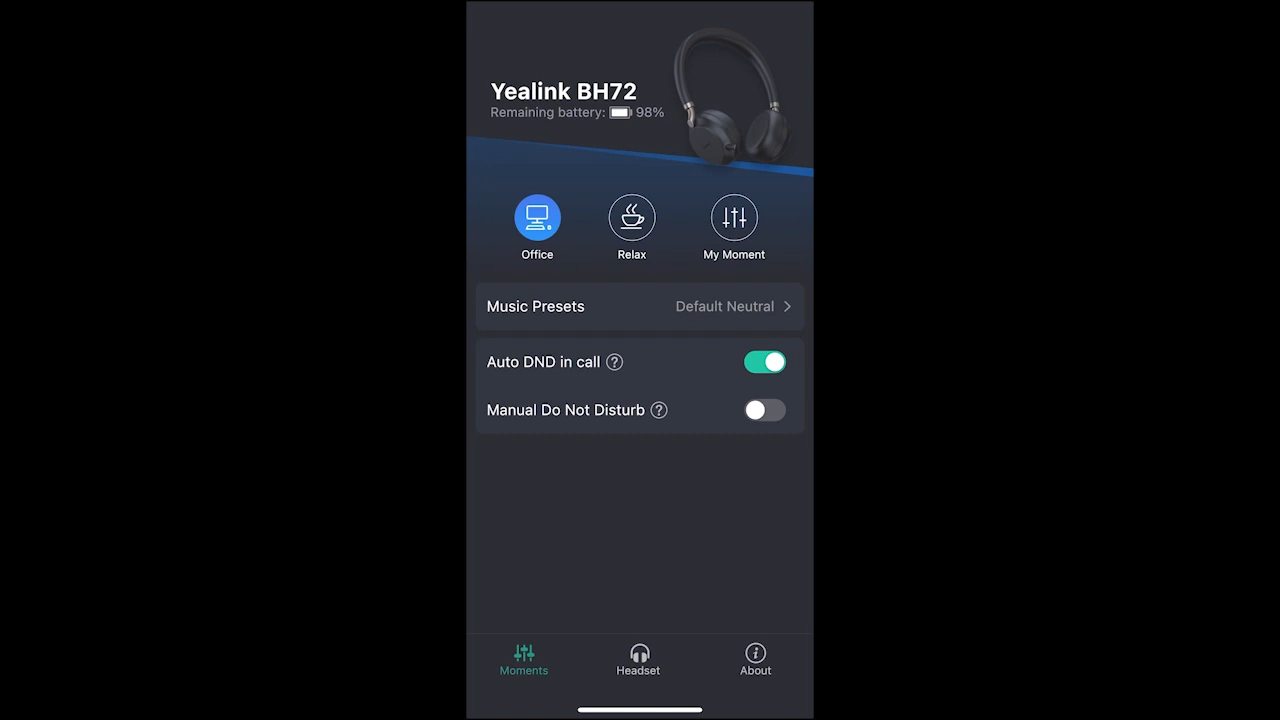 Yealink BH72
Remaining battery: 98%
Office
Relax
My Moment
Music Presets
Default Neutral
Auto DND in call ?
Manual Do Not Disturb ?
Moments
Headset
About